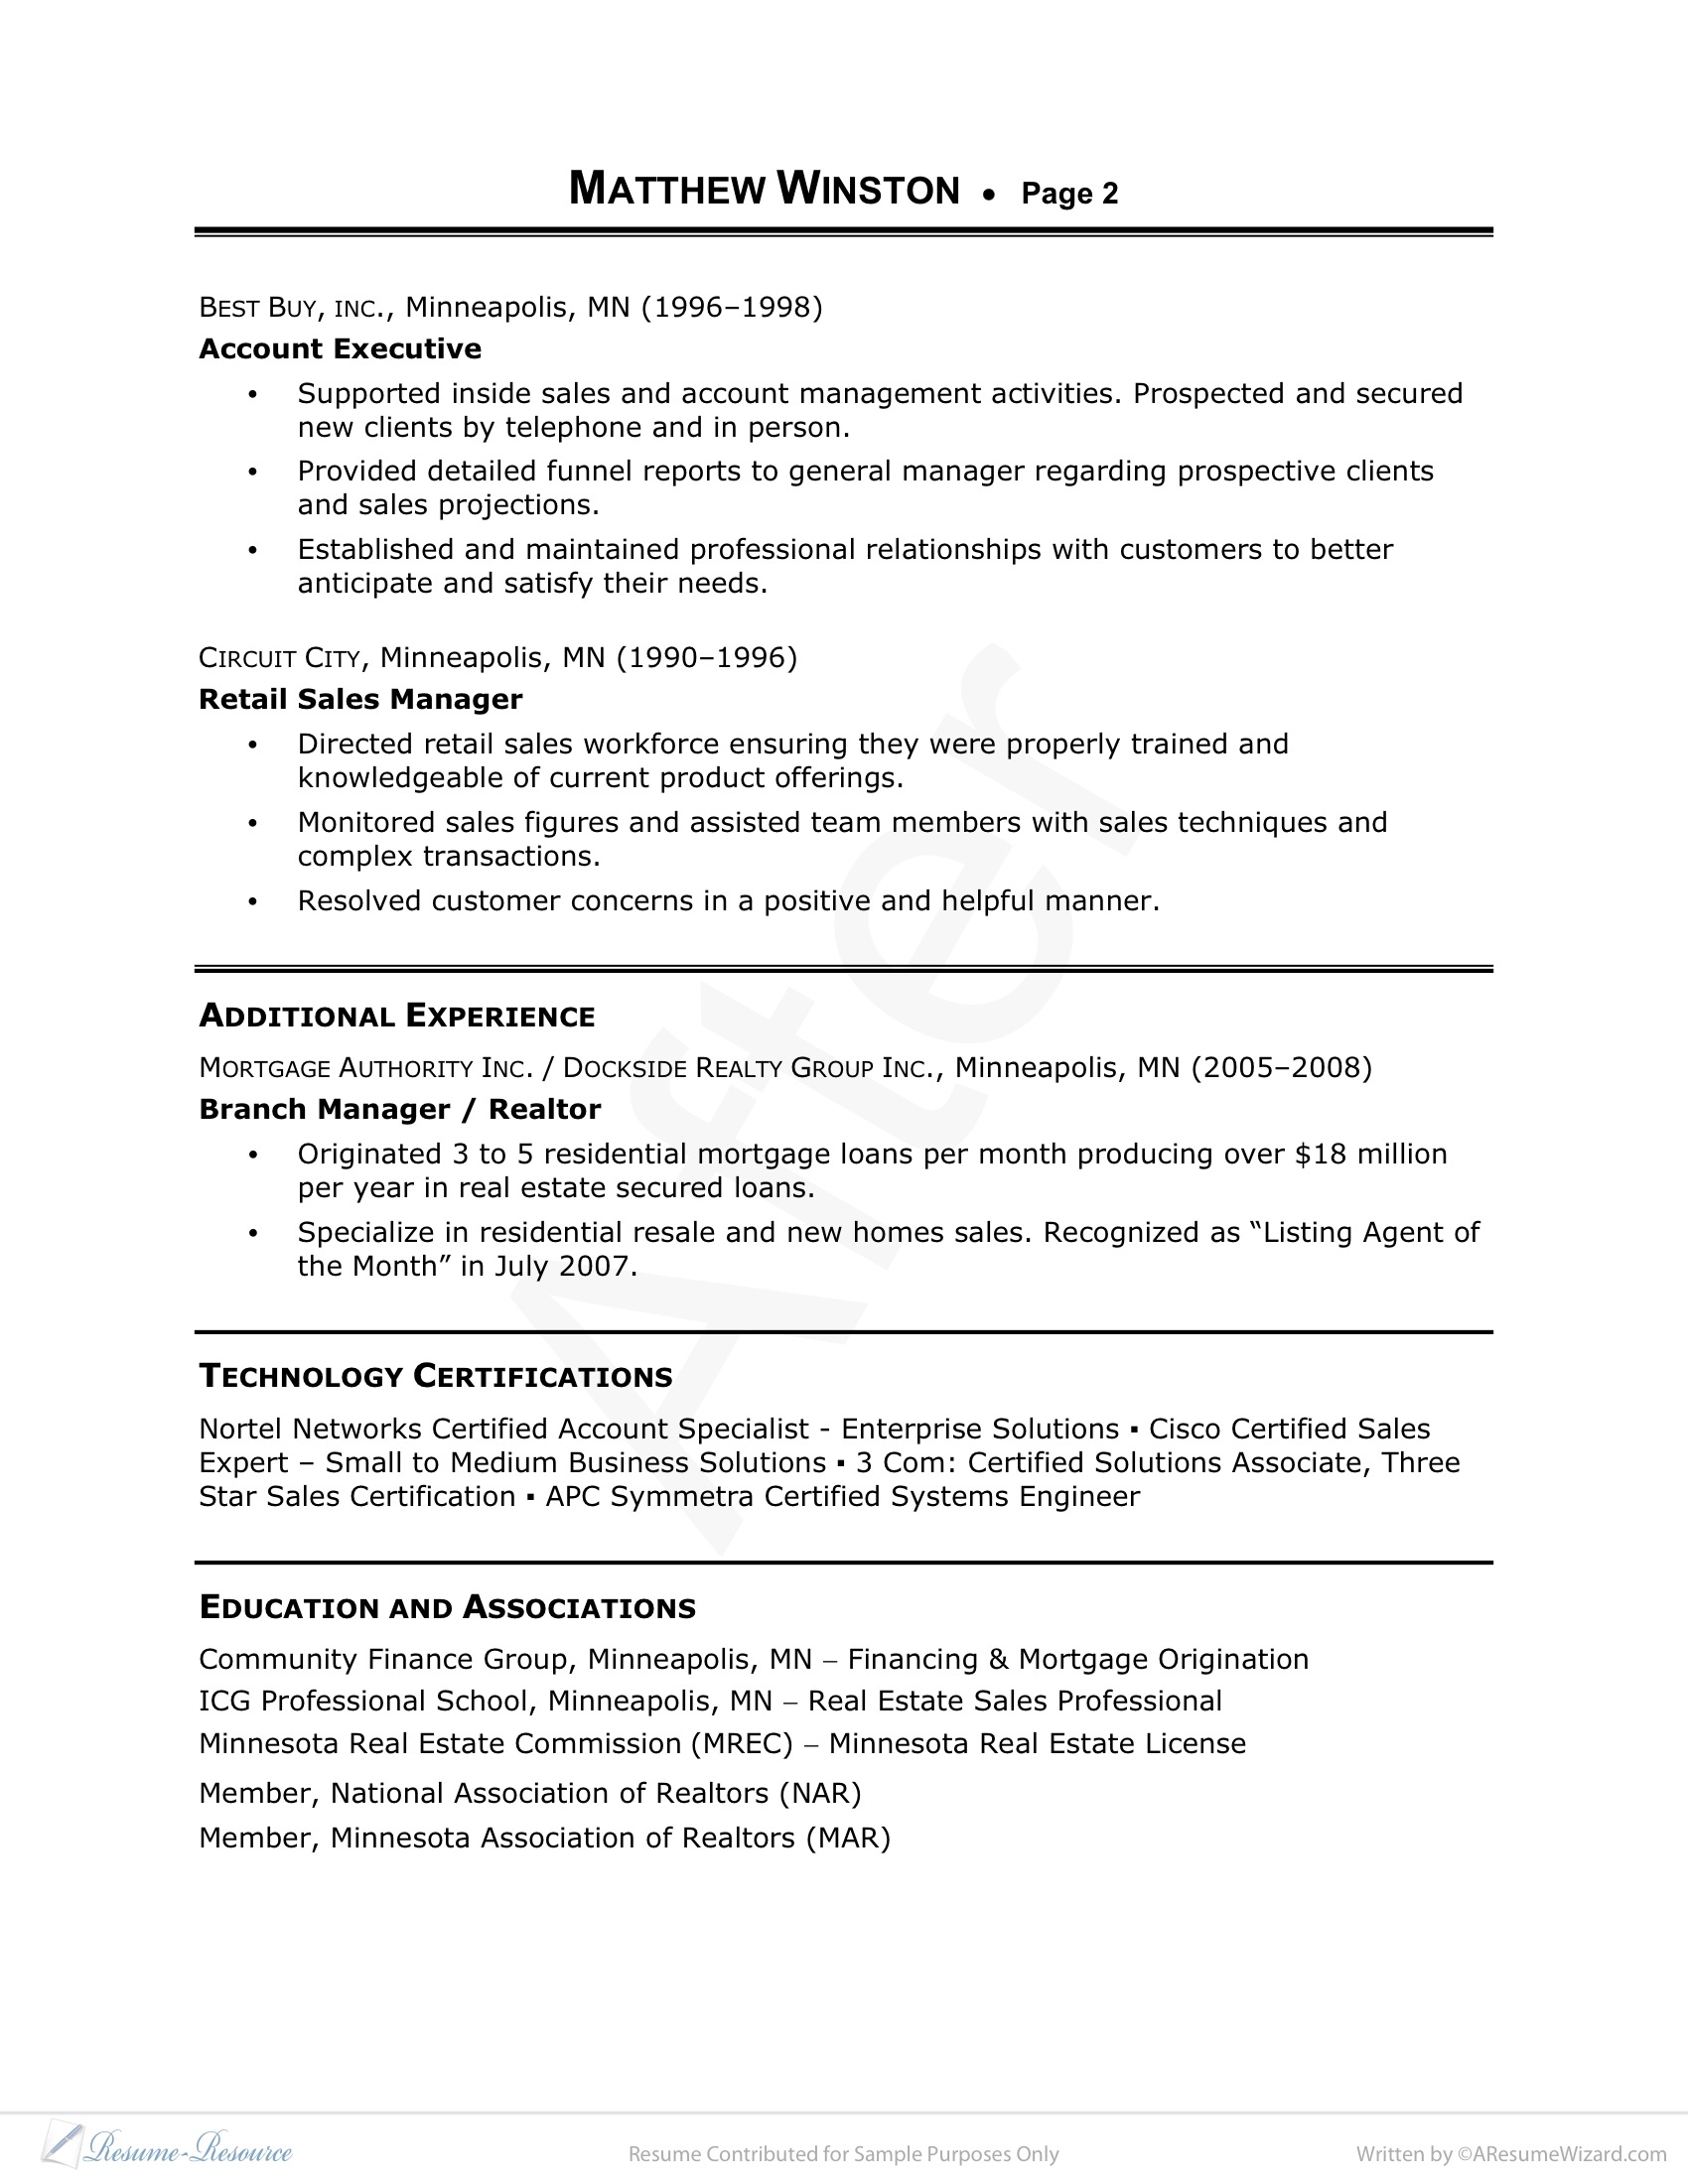 MATTHEW WINSTON • Page 2
BEST BUY, INC., Minneapolis, MN (1996–1998)
Account Executive
• Supported inside sales and account management activities. Prospected and secured
new clients by telephone and in person.
• Provided detailed funnel reports to general manager regarding prospective clients
and sales projections.
• Established and maintained professional relationships with customers to better
anticipate and satisfy their needs.
CIRCUIT CITY, Minneapolis, MN (1990–1996)
Retail Sales Manager
• Directed retail sales workforce ensuring they were properly trained and
knowledgeable of current product offerings.
• Monitored sales figures and assisted team members with sales techniques and
complex transactions.
• Resolved customer concerns in a positive and helpful manner.
After
ADDITIONAL EXPERIENCE
MORTGAGE AUTHORITY INC. / DOCKSIDE REALTY GROUP INC., Minneapolis, MN (2005–2008)
Branch Manager / Realtor
• Originated 3 to 5 residential mortgage loans per month producing over $18 million
per year in real estate secured loans.
• Specialize in residential resale and new homes sales. Recognized as “Listing Agent of
the Month” in July 2007.
TECHNOLOGY CERTIFICATIONS
Nortel Networks Certified Account Specialist - Enterprise Solutions ▪ Cisco Certified Sales
Expert – Small to Medium Business Solutions ▪ 3 Com: Certified Solutions Associate, Three
Star Sales Certification ▪ APC Symmetra Certified Systems Engineer
EDUCATION AND ASSOCIATIONS
Community Finance Group, Minneapolis, MN – Financing & Mortgage Origination
ICG Professional School, Minneapolis, MN – Real Estate Sales Professional
Minnesota Real Estate Commission (MREC) – Minnesota Real Estate License
Member, National Association of Realtors (NAR)
Member, Minnesota Association of Realtors (MAR)
Resume-Resource
Resume Contributed for Sample Purposes Only
Written by ©AResumeWizard.com